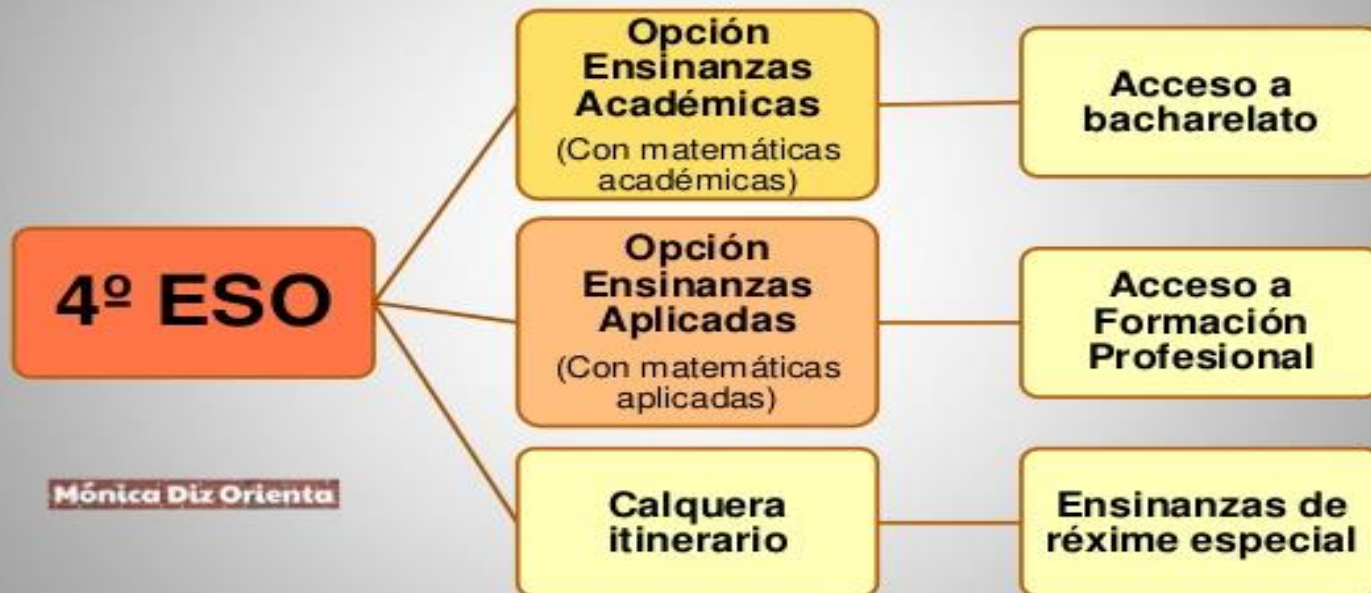 4º ESO
Opción
Ensinanzas
Académicas
(Con matemáticas
académicas)
Acceso a
bacharelato
Opción
Ensinanzas
Aplicadas
(Con matemáticas
aplicadas)
Acceso a
Formación
Profesional
Calquera
itinerario
Ensinanzas de
réxime especial
Mónica Diz Orienta